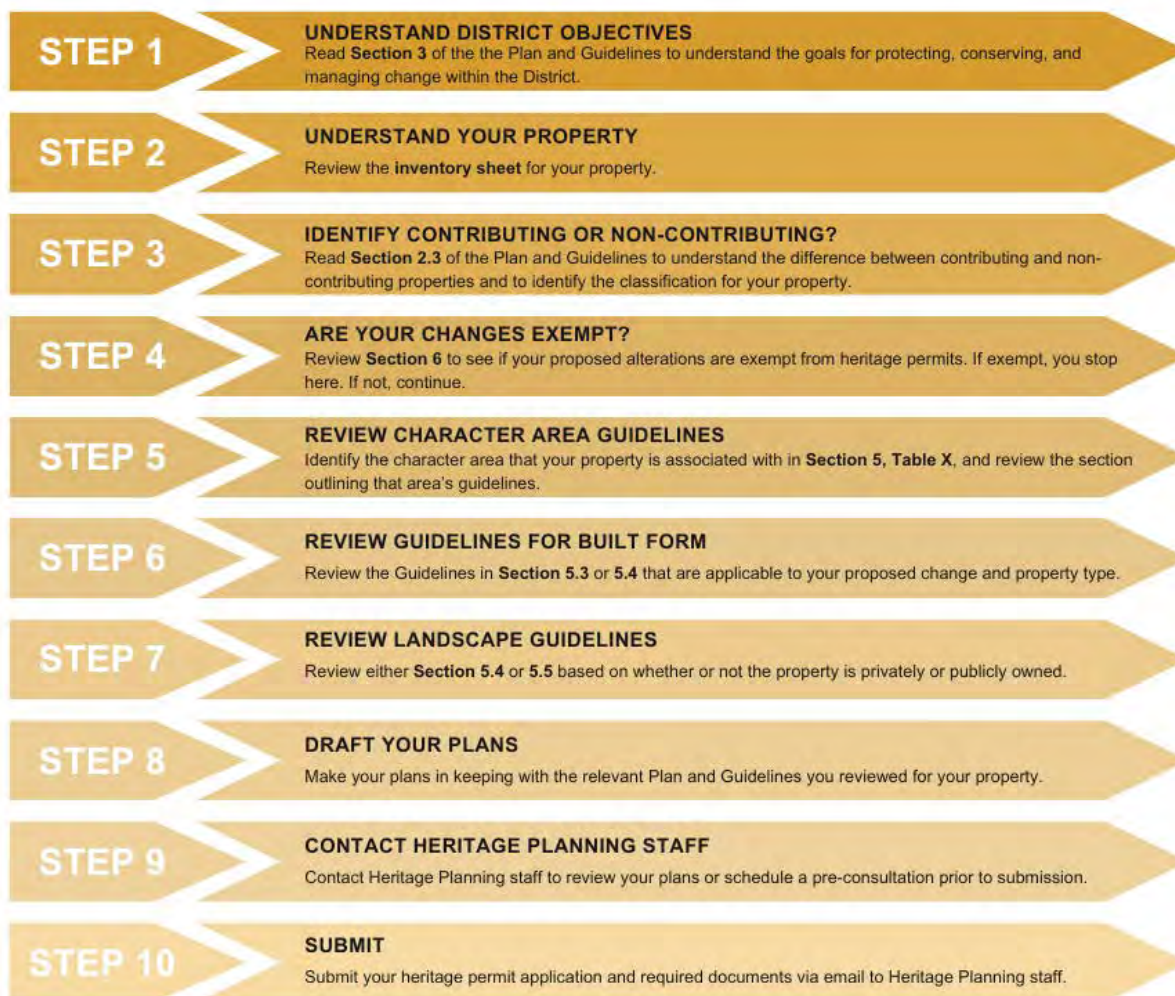 STEP 1
UNDERSTAND DISTRICT OBJECTIVES
Read Section 3 of the the Plan and Guidelines to understand the goals for protecting, conserving, and
managing change within the District.
STEP 2
UNDERSTAND YOUR PROPERTY
Review the inventory sheet for your property.
STEP 3
IDENTIFY CONTRIBUTING OR NON-CONTRIBUTING?
Read Section 2.3 of the Plan and Guidelines to understand the difference between contributing and non-
contributing properties and to identify the classification for your property.
STEP 4
ARE YOUR CHANGES EXEMPT?
Review Section 6 to see if your proposed alterations are exempt from heritage permits. If exempt, you stop
here. If not, continue.
STEP 5
REVIEW CHARACTER AREA GUIDELINES
Identify the character area that your property is associated with in Section 5, Table X, and review the section
outlining that area's guidelines.
STEP 6
REVIEW GUIDELINES FOR BUILT FORM
Review the Guidelines in Section 5.3 or 5.4 that are applicable to your proposed change and property type.
STEP 7
REVIEW LANDSCAPE GUIDELINES
Review either Section 5.4 or 5.5 based on whether or not the property is privately or publicly owned.
STEP 8
DRAFT YOUR PLANS
Make your plans in keeping with the relevant Plan and Guidelines you reviewed for your property.
STEP 9
CONTACT HERITAGE PLANNING STAFF
Contact Heritage Planning staff to review your plans or schedule a pre-consultation prior to submission.
STEP 10
SUBMIT
Submit your heritage permit application and required documents via email to Heritage Planning staff.